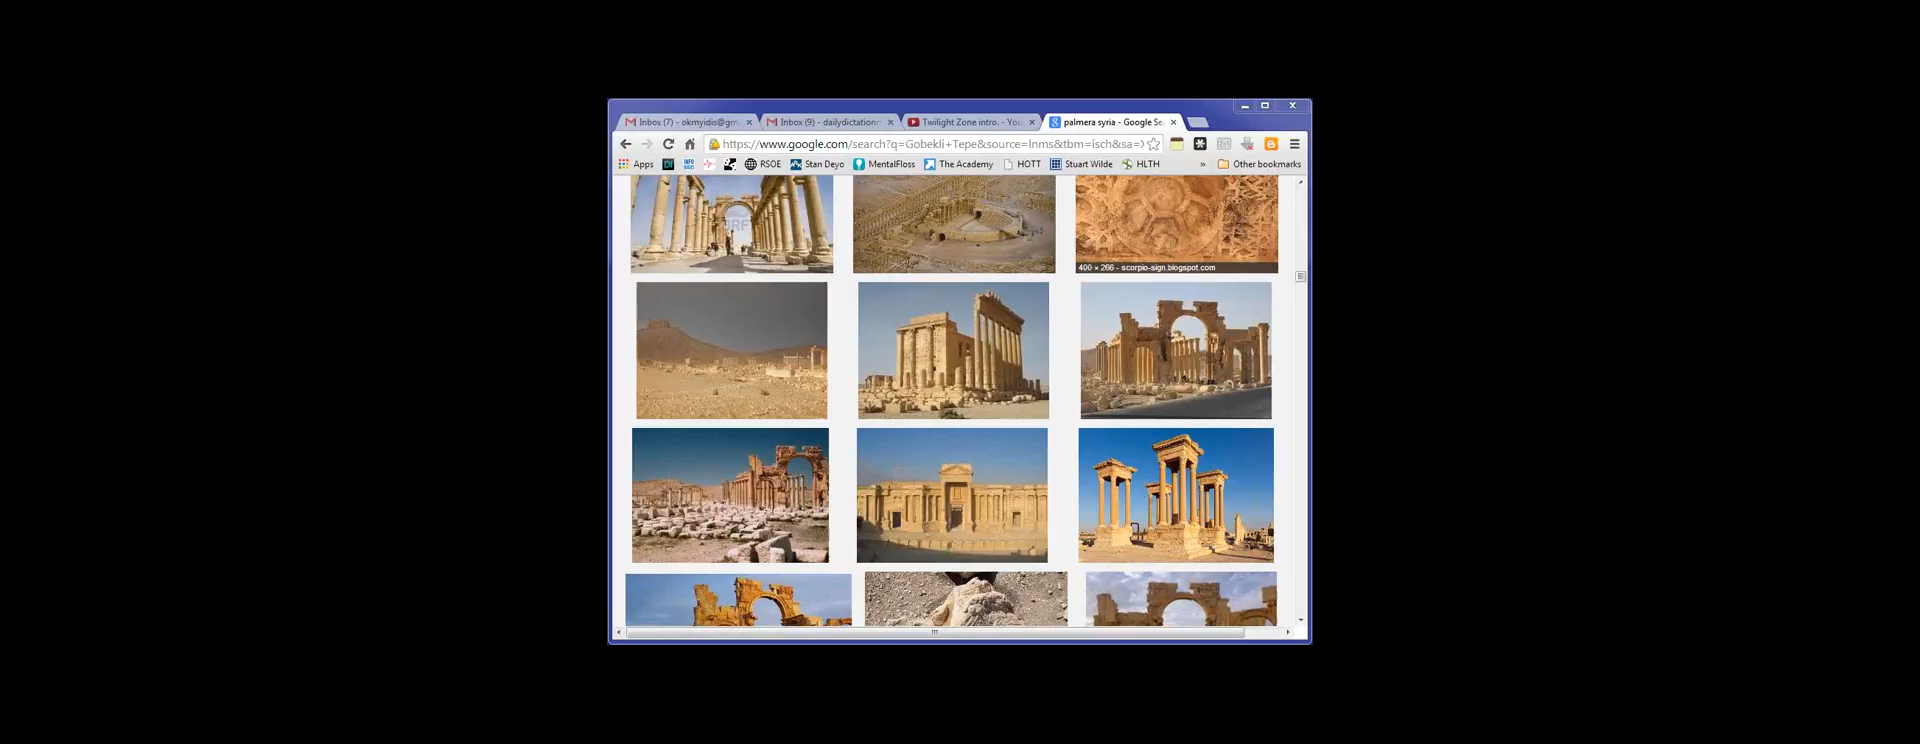 Inbox (7) - okmyidis@gm
Inbox (9) - dailydictationm
Twilight Zone intro. - You
palmera syria - Google Se
https://www.google.com/search?q=Gobekli+Tepe&source=lnms&tbm=isch&sa=X
Apps
RSOE
Stan Deyo
MentalFloss
The Academy
HOTT
Stuart Wilde
HLTH
»
Other bookmarks
400 × 266 - scorpio-sign.blogspot.com